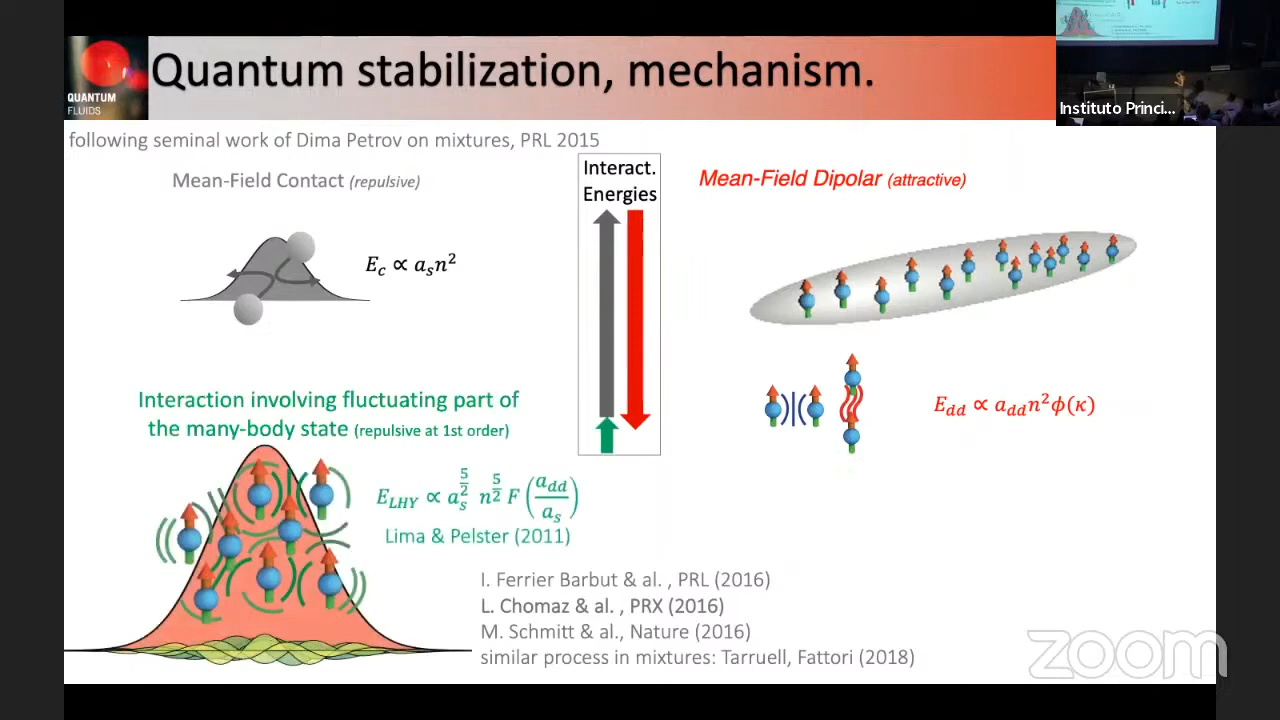 Quantum stabilization, mechanism.
QUANTUM
FLUIDS
Instituto Princi...
following seminal work of Dima Petrov on mixtures, PRL 2015
Mean-Field Contact (repulsive)
E_c ∝ a_s n^2
Interact.
Energies
Mean-Field Dipolar (attractive)
E_dd ∝ a_dd n^2 ϕ(κ)
Interaction involving fluctuating part of
the many-body state (repulsive at 1st order)
E_LHY ∝ a_s^{5/2} n^{5/2} F (a_dd/a_s)
Lima & Pelster (2011)
I. Ferrier Barbut & al. , PRL (2016)
L. Chomaz & al. , PRX (2016)
M. Schmitt & al., Nature (2016)
similar process in mixtures: Tarruell, Fattori (2018)
zoom